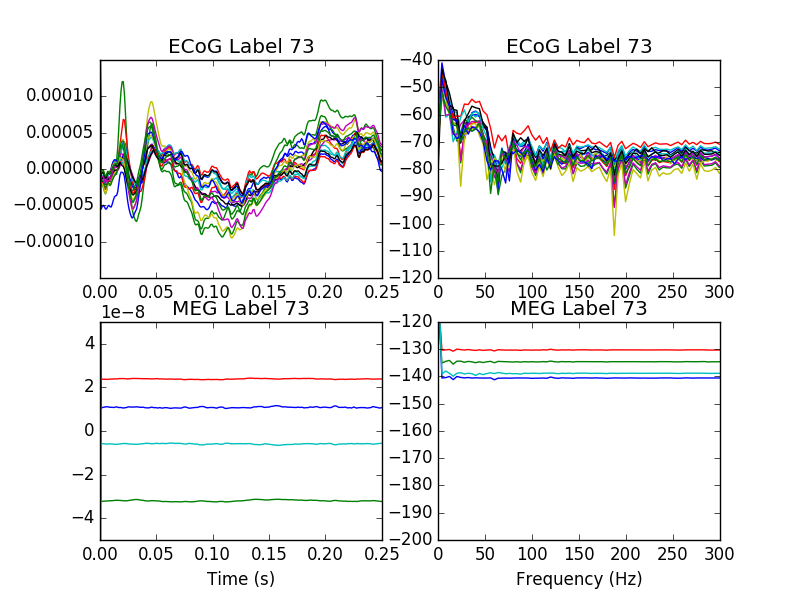 ECoG Label 73
0.00010
0.00005
0.00000
−0.00005
−0.00010
0.00 0.05 0.10 0.15 0.20 0.25
ECoG Label 73
−40
−50
−60
−70
−80
−90
−100
−110
−120
0 50 100 150 200 250 300
MEG Label 73
1e−8
4
2
0
−2
−4
0.00 0.05 0.10 0.15 0.20 0.25
Time (s)
MEG Label 73
−120
−130
−140
−150
−160
−170
−180
−190
−200
0 50 100 150 200 250 300
Frequency (Hz)